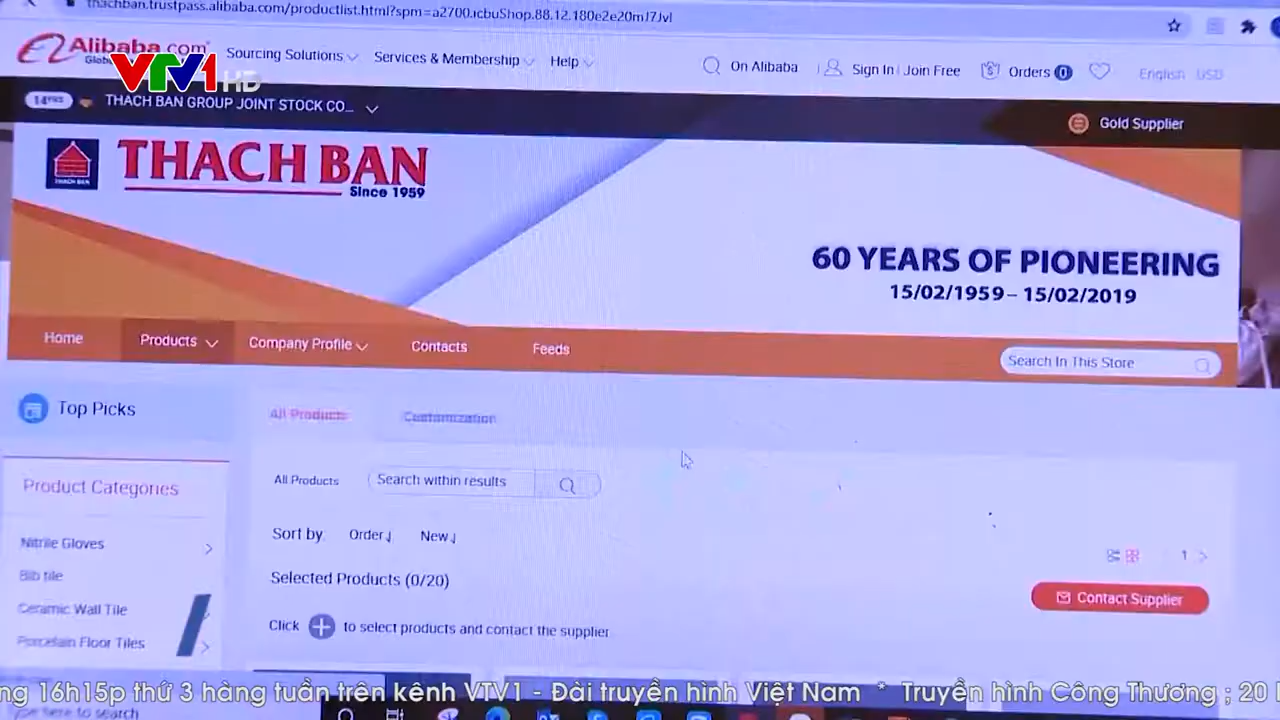 thachban.trustpass.alibaba.com/productlist.html?spm=a2700.icbuShop.88.12.180e2e20mJ7Jvl
Alibaba.com
Sourcing Solutions
Services & Membership
Help
On Alibaba
Sign In
Join Free
Orders 0
English USD
VTV1 HD
14YRS
THACH BAN GROUP JOINT STOCK CO...
Gold Supplier
THACH BAN
THACH BAN
Since 1959
60 YEARS OF PIONEERING
15/02/1959 – 15/02/2019
Home
Products
Company Profile
Contacts
Feeds
Search In This Store
Top Picks
All Products
Customization
Product Categories
All Products
Search within results
Nitrile Gloves
Bib tile
Ceramic Wall Tile
Porcelain Floor Tiles
Sort by
Order
New
1
Selected Products (0/20)
Contact Supplier
Click + to select products and contact the supplier
ng 16h15p thứ 3 hàng tuần trên kênh VTV1 - Đài truyền hình Việt Nam * Truyền hình Công Thương ; 20
here to search